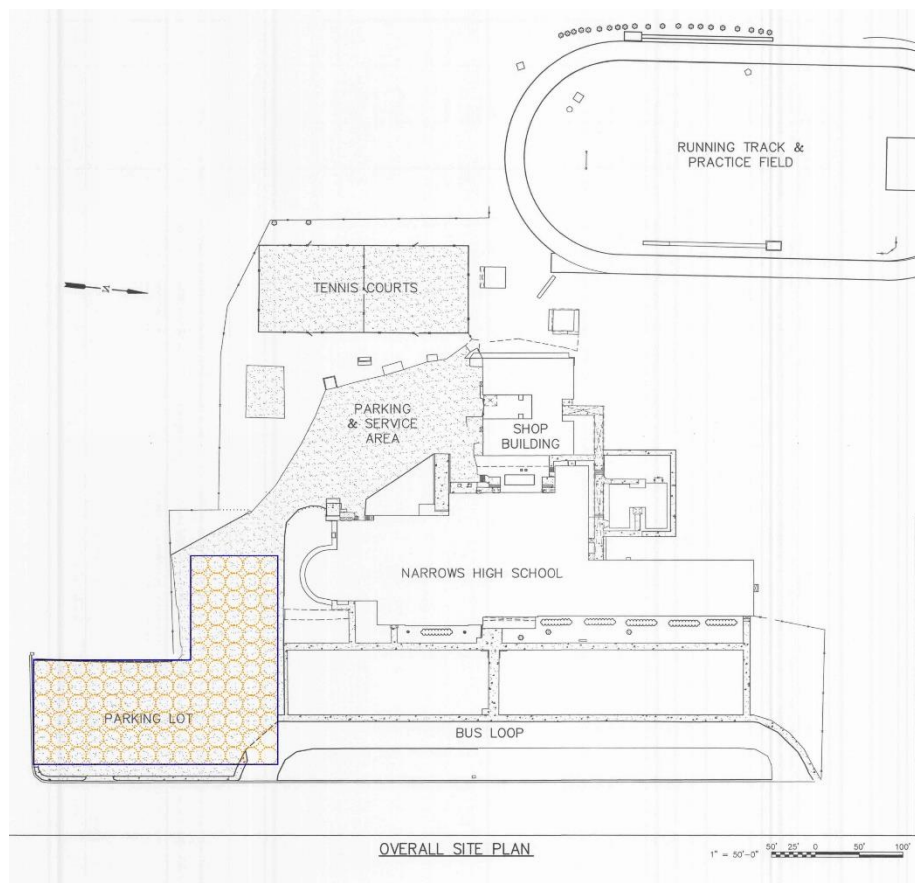 RUNNING TRACK &
PRACTICE FIELD
N
TENNIS COURTS
PARKING
& SERVICE
AREA
SHOP
BUILDING
NARROWS HIGH SCHOOL
PARKING LOT
BUS LOOP
OVERALL SITE PLAN
1" = 50'-0"
50' 25' 0 50' 100'